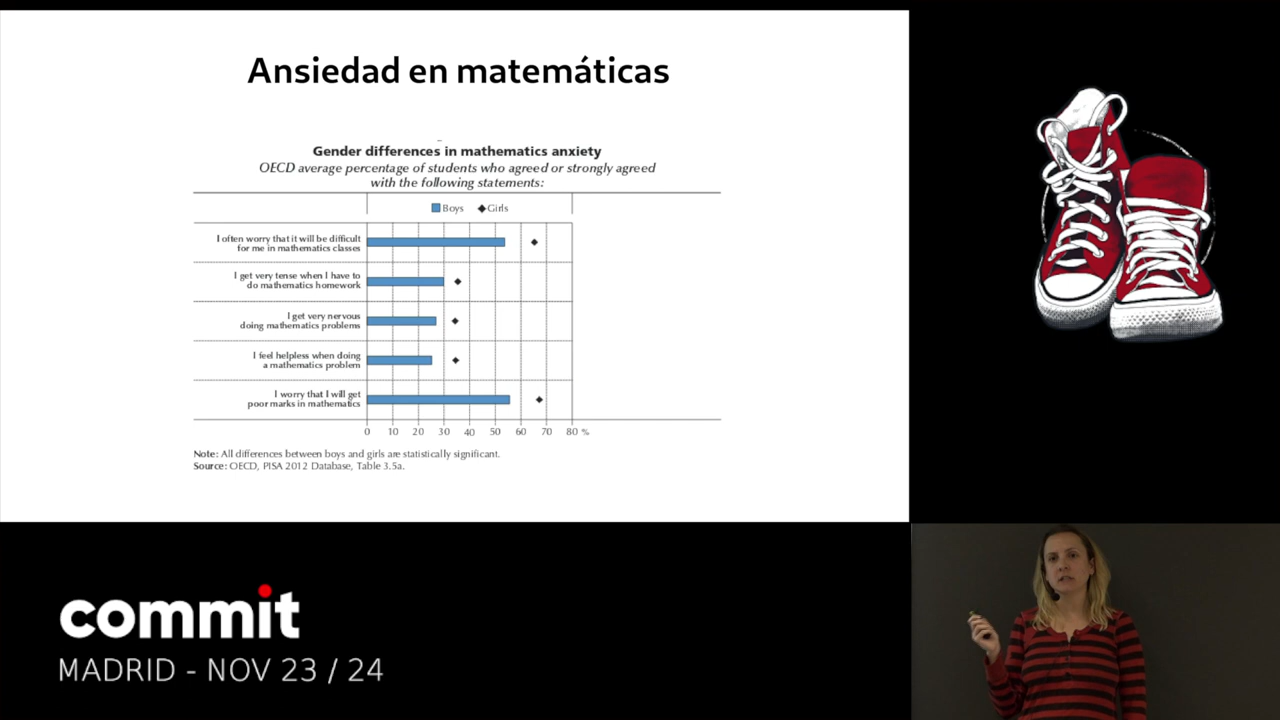 Ansiedad en matemáticas
Gender differences in mathematics anxiety
OECD average percentage of students who agreed or strongly agreed
with the following statements:
Boys Girls
I often worry that it will be difficult
for me in mathematics classes
I get very tense when I have to
do mathematics homework
I get very nervous
doing mathematics problems
I feel helpless when doing
a mathematics problem
I worry that I will get
poor marks in mathematics
0 10 20 30 40 50 60 70 80 %
Note: All differences between boys and girls are statistically significant.
Source: OECD, PISA 2012 Database, Table 3.5a.
commit
MADRID - NOV 23 / 24